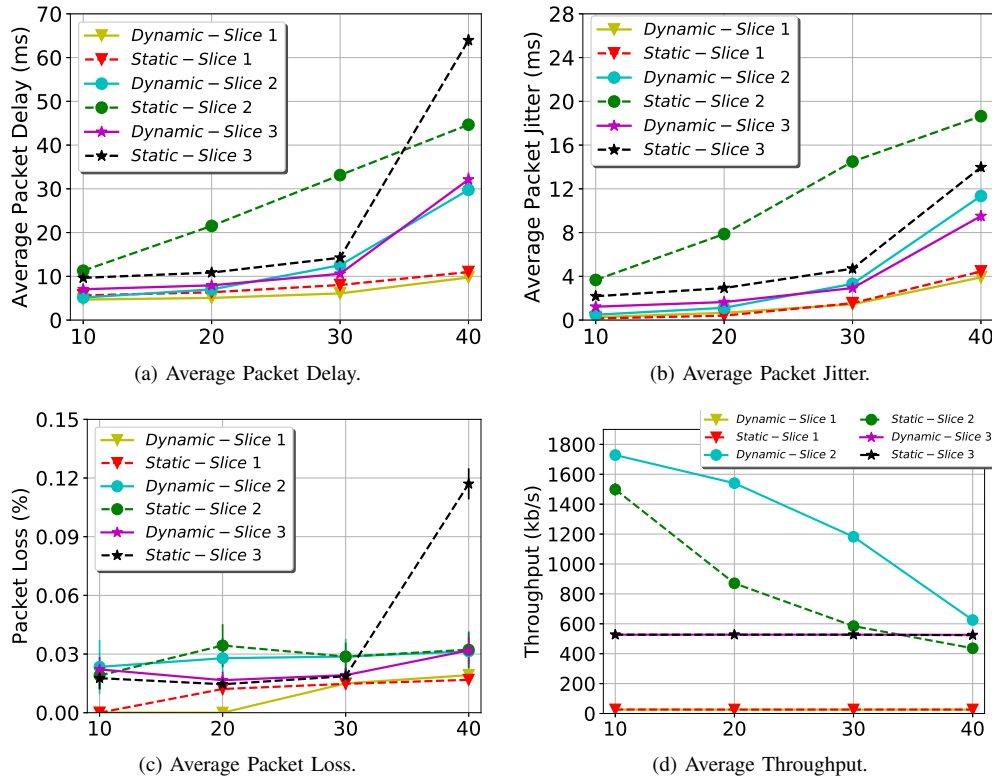 70
60
50
40
30
20
10
0
Average Packet Delay (ms)
Dynamic − Slice 1
Static − Slice 1
Dynamic − Slice 2
Static − Slice 2
Dynamic − Slice 3
Static − Slice 3
10 20 30 40
(a) Average Packet Delay.
28
24
20
16
12
8
4
0
Average Packet Jitter (ms)
Dynamic − Slice 1
Static − Slice 1
Dynamic − Slice 2
Static − Slice 2
Dynamic − Slice 3
Static − Slice 3
10 20 30 40
(b) Average Packet Jitter.
0.15
0.12
0.09
0.06
0.03
0.00
Packet Loss (%)
Dynamic − Slice 1
Static − Slice 1
Dynamic − Slice 2
Static − Slice 2
Dynamic − Slice 3
Static − Slice 3
10 20 30 40
(c) Average Packet Loss.
1800
1600
1400
1200
1000
800
600
400
200
0
Throughput (kb/s)
Dynamic − Slice 1 Static − Slice 2
Static − Slice 1 Dynamic − Slice 3
Dynamic − Slice 2 Static − Slice 3
10 20 30 40
(d) Average Throughput.